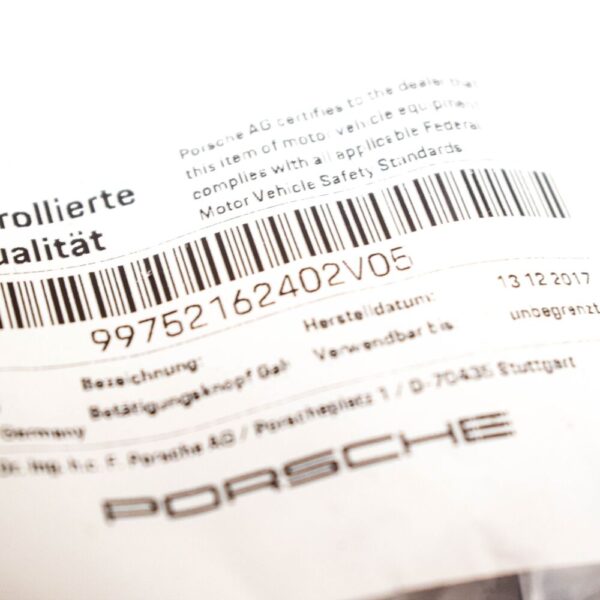 Porsche AG certifies to the dealer that
this item of motor vehicle equipment
complies with all applicable Federal
Motor Vehicle Safety Standards
rollierte
ualität
99752162402V05
Herstelldatum: 13 12 2017
Verwendbar bis unbegrenzt
Bezeichnung:
Betätigungsknopf
Germany
Dr. Ing. h.c. F. Porsche AG / Porscheplatz 1 / D-70435 Stuttgart
PORSCHE